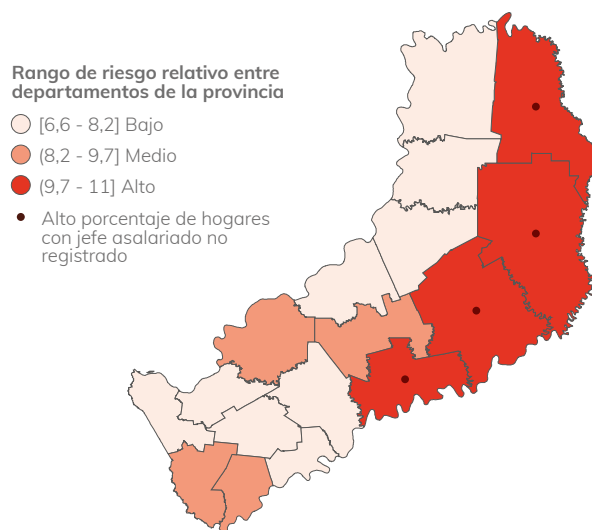 Rango de riesgo relativo entre
departamentos de la provincia
[6,6 - 8,2] Bajo
(8,2 - 9,7] Medio
(9,7 - 11) Alto
Alto porcentaje de hogares
con jefe asalariado no
registrado